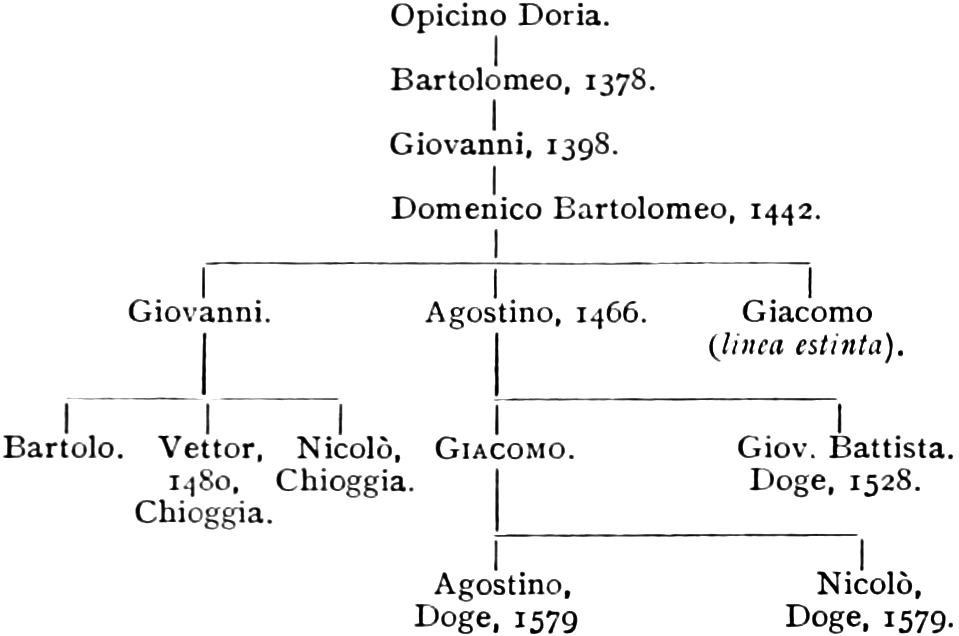 Opicino Doria.
Bartolomeo, 1378.
Giovanni, 1398.
Domenico Bartolomeo, 1442.
Giovanni.
Agostino, 1466.
Giacomo
(linea estinta).
Bartolo.
Vettor,
1480,
Chioggia.
Nicolò,
Chioggia.
GIACOMO.
Giov. Battista.
Doge, 1528.
Agostino,
Doge, 1579
Nicolò,
Doge, 1579.